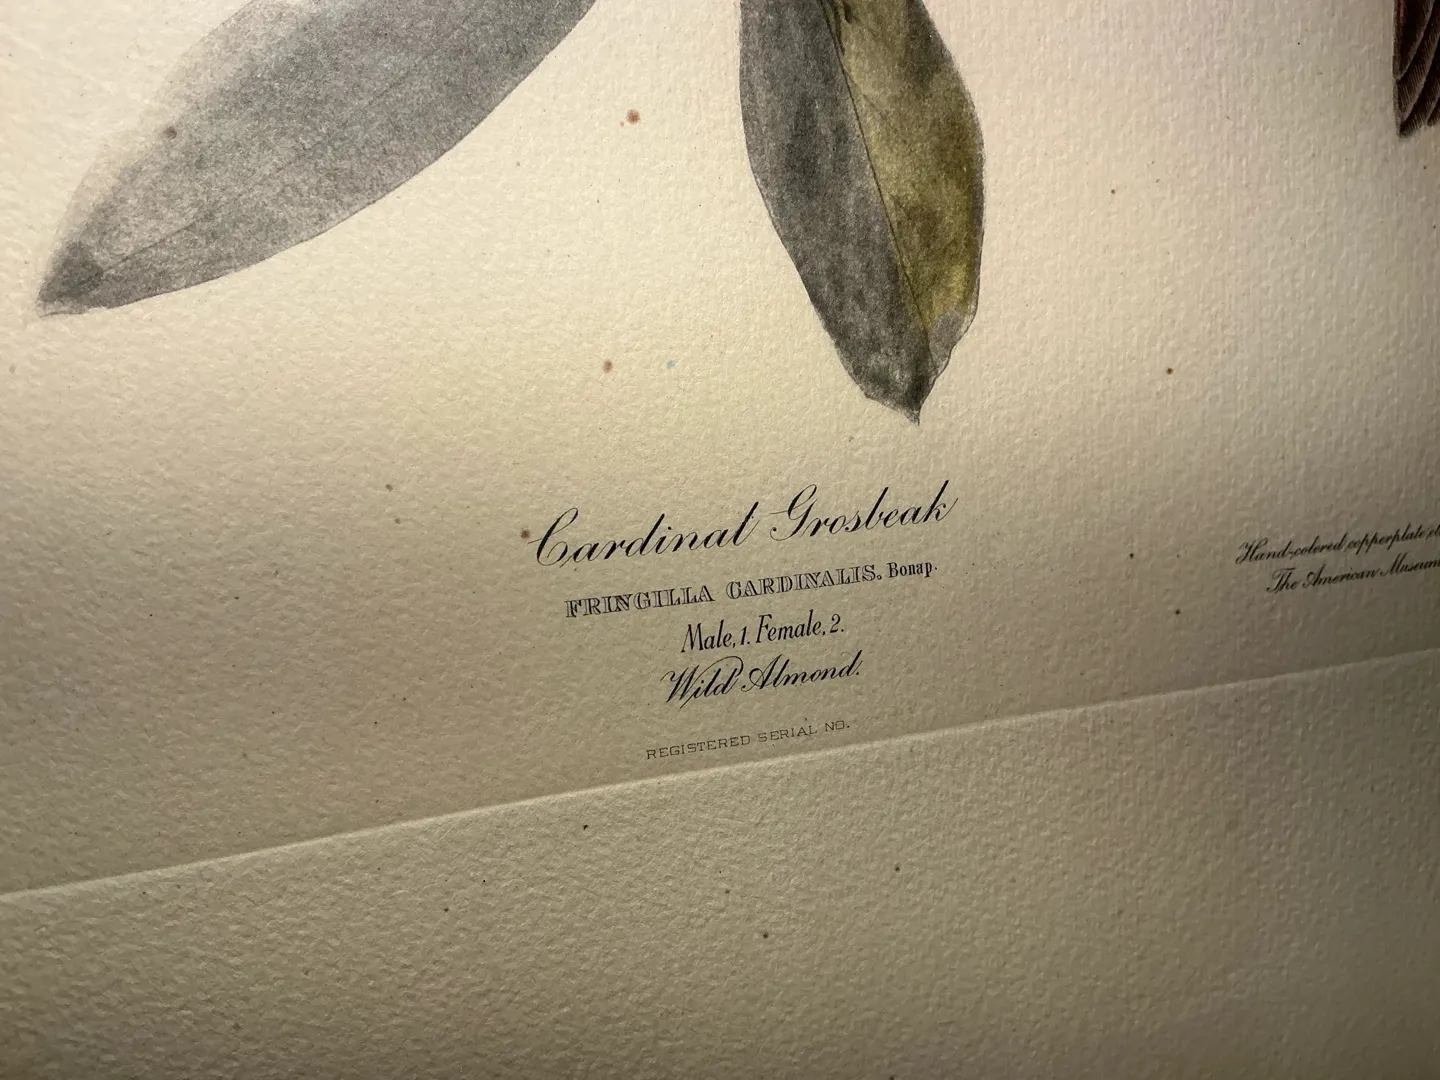 Cardinal Grosbeak
FRINGILLA CARDINALIS. Bonap.
Male, 1. Female, 2.
Wild Almond.
REGISTERED SERIAL NO.
Hand-colored copperplate
The American Museum